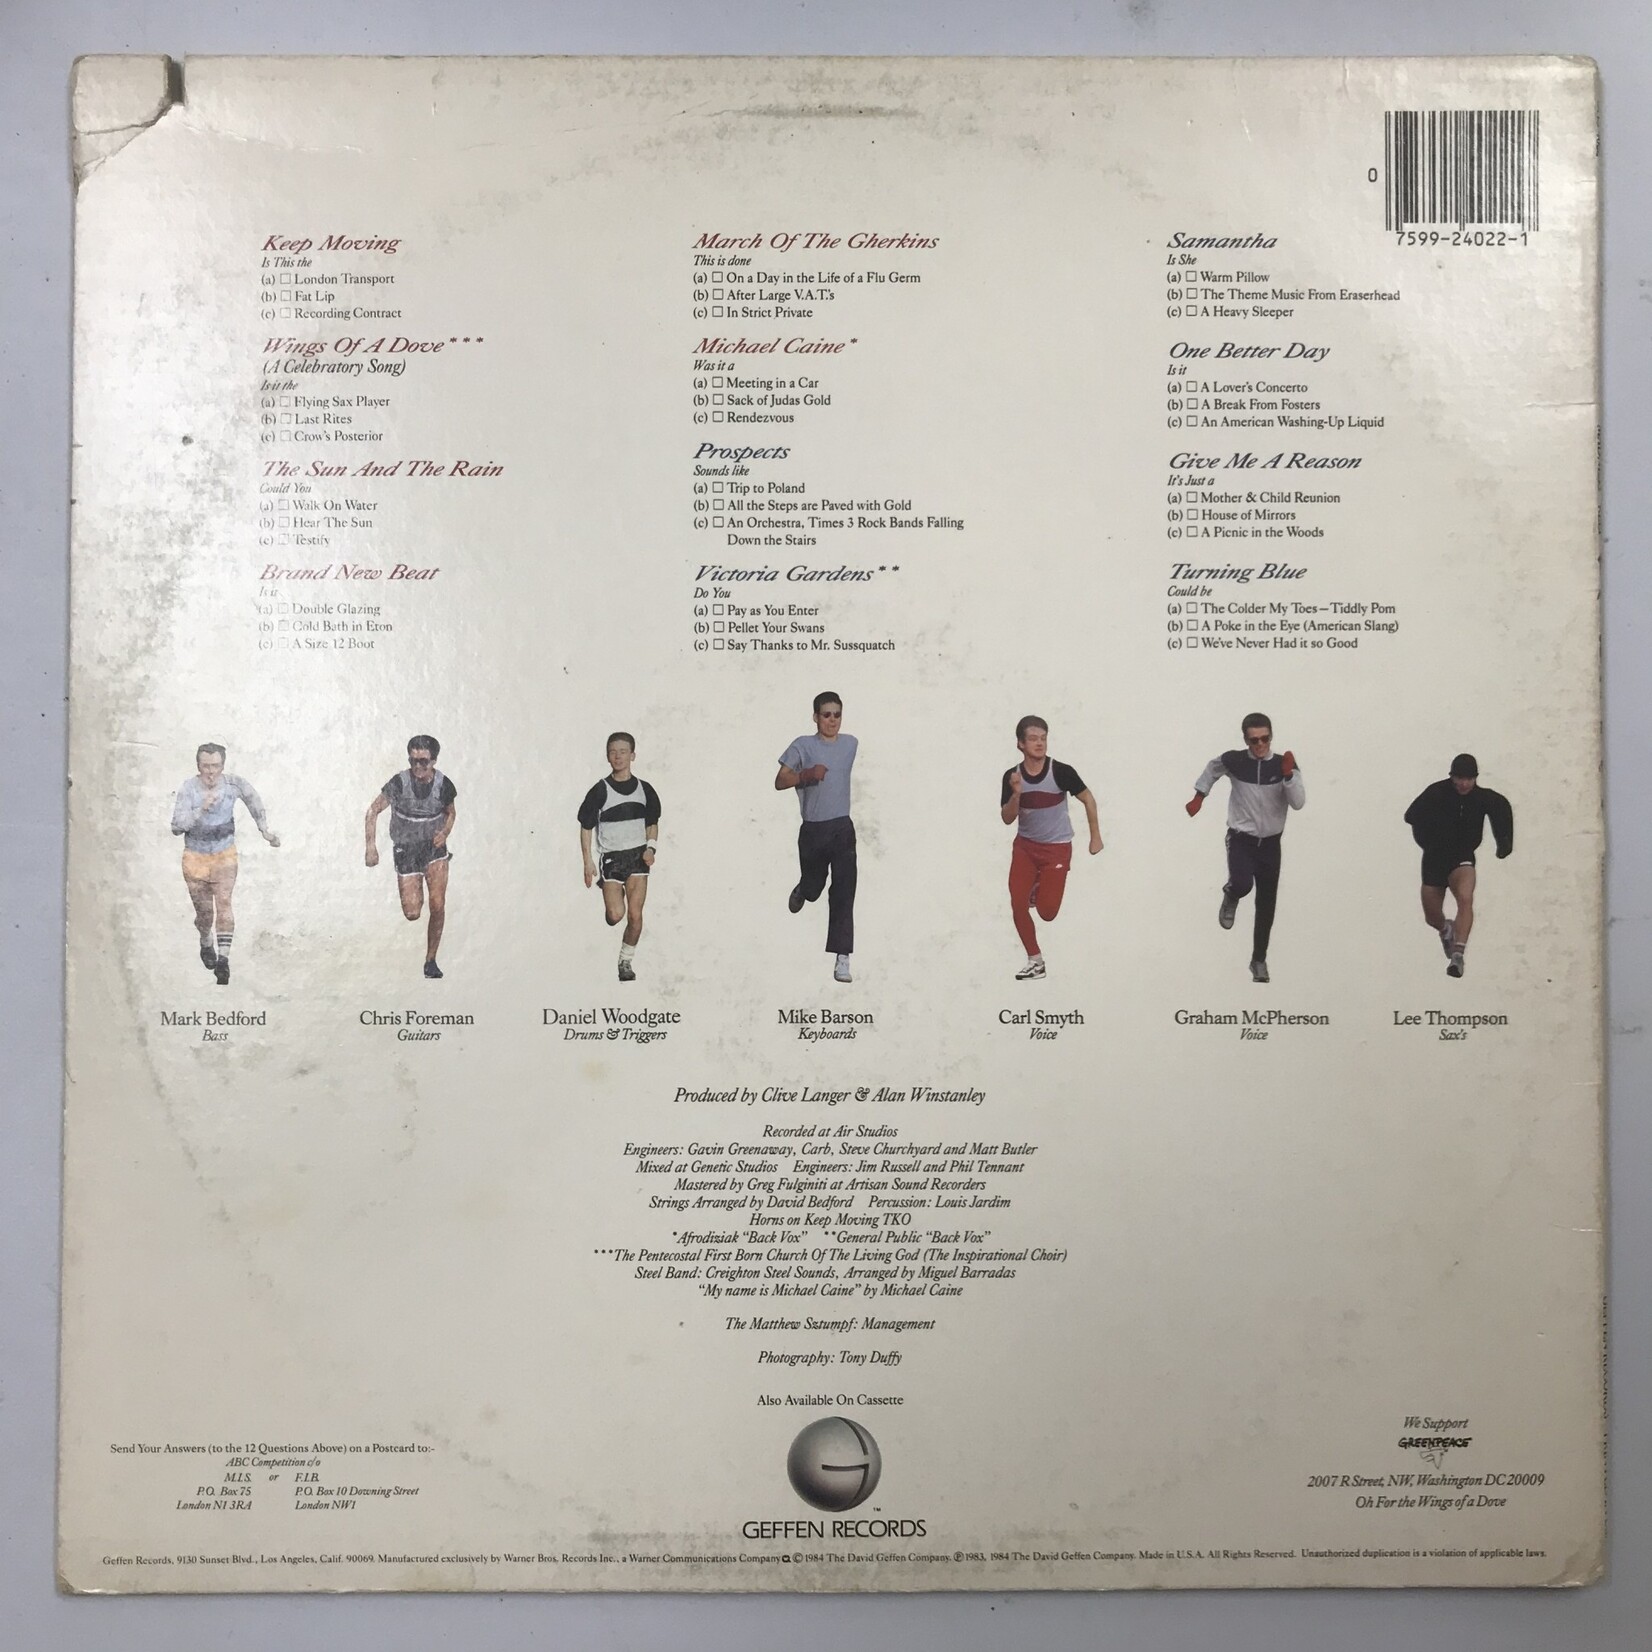 0
7599-24022-1
Keep Moving
Is This the
(a) □ London Transport
(b) □ Fat Lip
(c) □ Recording Contract
Wings Of A Dove***
(A Celebratory Song)
Is it the
(a) □ Flying Sax Player
(b) □ Last Rites
(c) □ Crow's Posterior
The Sun And The Rain
Could You
(a) □ Walk On Water
(b) □ Hear The Sun
(c) □ Testify
Brand New Beat
Is it
(a) □ Double Glazing
(b) □ Cold Bath in Eton
(c) □ A Size 12 Boot
March Of The Gherkins
This is done
(a) □ On a Day in the Life of a Flu Germ
(b) □ After Large V.A.T.'s
(c) □ In Strict Private
Michael Caine*
Was it a
(a) □ Meeting in a Car
(b) □ Sack of Judas Gold
(c) □ Rendezvous
Prospects
Sounds like
(a) □ Trip to Poland
(b) □ All the Steps are Paved with Gold
(c) □ An Orchestra, Times 3 Rock Bands Falling
Down the Stairs
Victoria Gardens**
Do You
(a) □ Pay as You Enter
(b) □ Pellet Your Swans
(c) □ Say Thanks to Mr. Sussquatch
Samantha
Is She
(a) □ Warm Pillow
(b) □ The Theme Music From Eraserhead
(c) □ A Heavy Sleeper
One Better Day
Is it
(a) □ A Lover's Concerto
(b) □ A Break From Fosters
(c) □ An American Washing-Up Liquid
Give Me A Reason
It's Just a
(a) □ Mother & Child Reunion
(b) □ House of Mirrors
(c) □ A Picnic in the Woods
Turning Blue
Could be
(a) □ The Colder My Toes—Tiddly Pom
(b) □ A Poke in the Eye (American Slang)
(c) □ We've Never Had it so Good
Mark Bedford
Bass
Chris Foreman
Guitars
Daniel Woodgate
Drums & Triggers
Mike Barson
Keyboards
Carl Smyth
Voice
Graham McPherson
Voice
Lee Thompson
Sax's
Produced by Clive Langer & Alan Winstanley
Recorded at Air Studios
Engineers: Gavin Greenaway, Carb, Steve Churchyard and Matt Butler
Mixed at Genetic Studios Engineers: Jim Russell and Phil Tennant
Mastered by Greg Fulginiti at Artisan Sound Recorders
Strings Arranged by David Bedford Percussion: Louis Jardim
Horns on Keep Moving TKO
*Afrodiziak "Back Vox" **General Public "Back Vox"
***The Pentecostal First Born Church Of The Living God (The Inspirational Choir)
Steel Band: Creighton Steel Sounds, Arranged by Miguel Barradas
"My name is Michael Caine" by Michael Caine
The Matthew Sztumpf: Management
Photography: Tony Duffy
Also Available On Cassette
G
™
GEFFEN RECORDS
Send Your Answers (to the 12 Questions Above) on a Postcard to:-
ABC Competition c/o
M.I.S. or F.I.B.
P.O. Box 75 P.O. Box 10 Downing Street
London N1 3RA London NW1
We Support
GREENPEACE
2007 R Street, NW, Washington DC 20009
Oh For the Wings of a Dove
Geffen Records, 9130 Sunset Blvd., Los Angeles, Calif. 90069. Manufactured exclusively by Warner Bros. Records Inc., a Warner Communications Company © 1984 The David Geffen Company. ℗ 1983, 1984 The David Geffen Company. Made in U.S.A. All Rights Reserved. Unauthorized duplication is a violation of applicable laws.